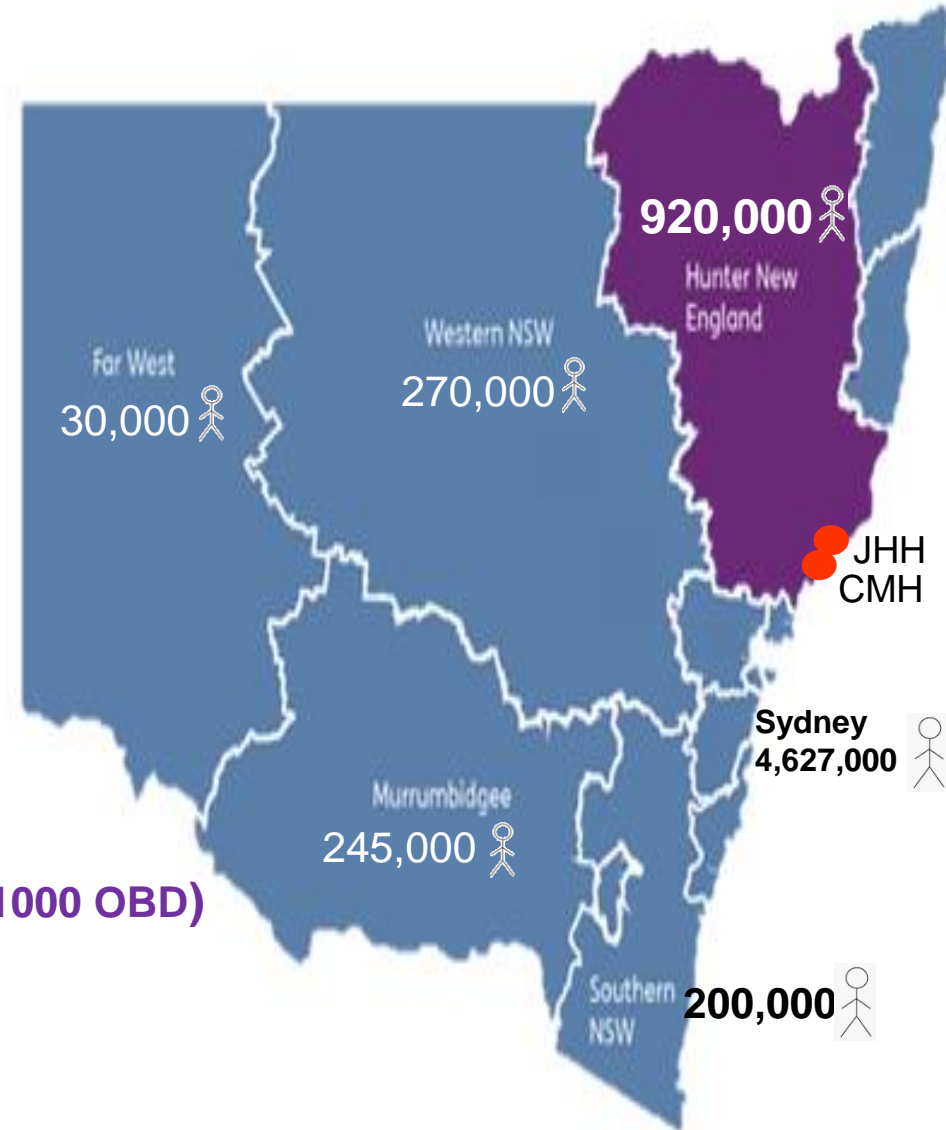 920,000
Hunter New
England
Western NSW
270,000
Far West
30,000
JHH
CMH
Sydney
4,627,000
Murrumbidgee
245,000
1000 OBD)
Southern
NSW
200,000